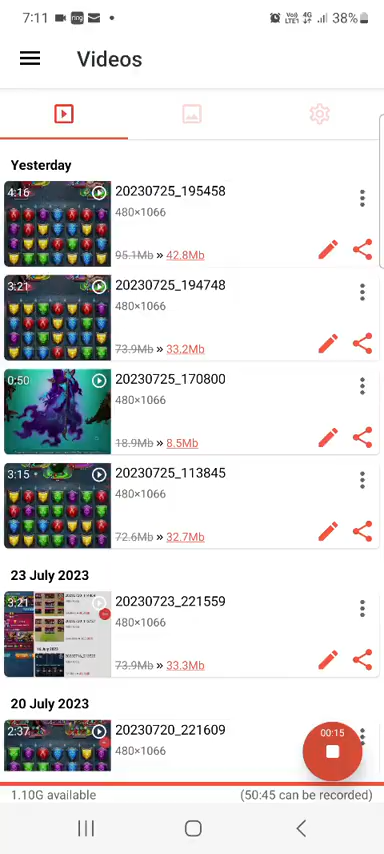 7:11 ring 4G 38%
Videos
Yesterday
4:16
20230725_195458
480×1066
95.1Mb » 42.8Mb
3:21
20230725_194748
480×1066
73.9Mb » 33.2Mb
0:50
20230725_170800
480×1066
18.9Mb » 8.5Mb
3:15
20230725_113845
480×1066
72.6Mb » 32.7Mb
23 July 2023
3:21
20230723_221559
480×1066
73.9Mb » 33.3Mb
20 July 2023
2:37
20230720_221609
480×1066
00:15
1.10G available (50:45 can be recorded)